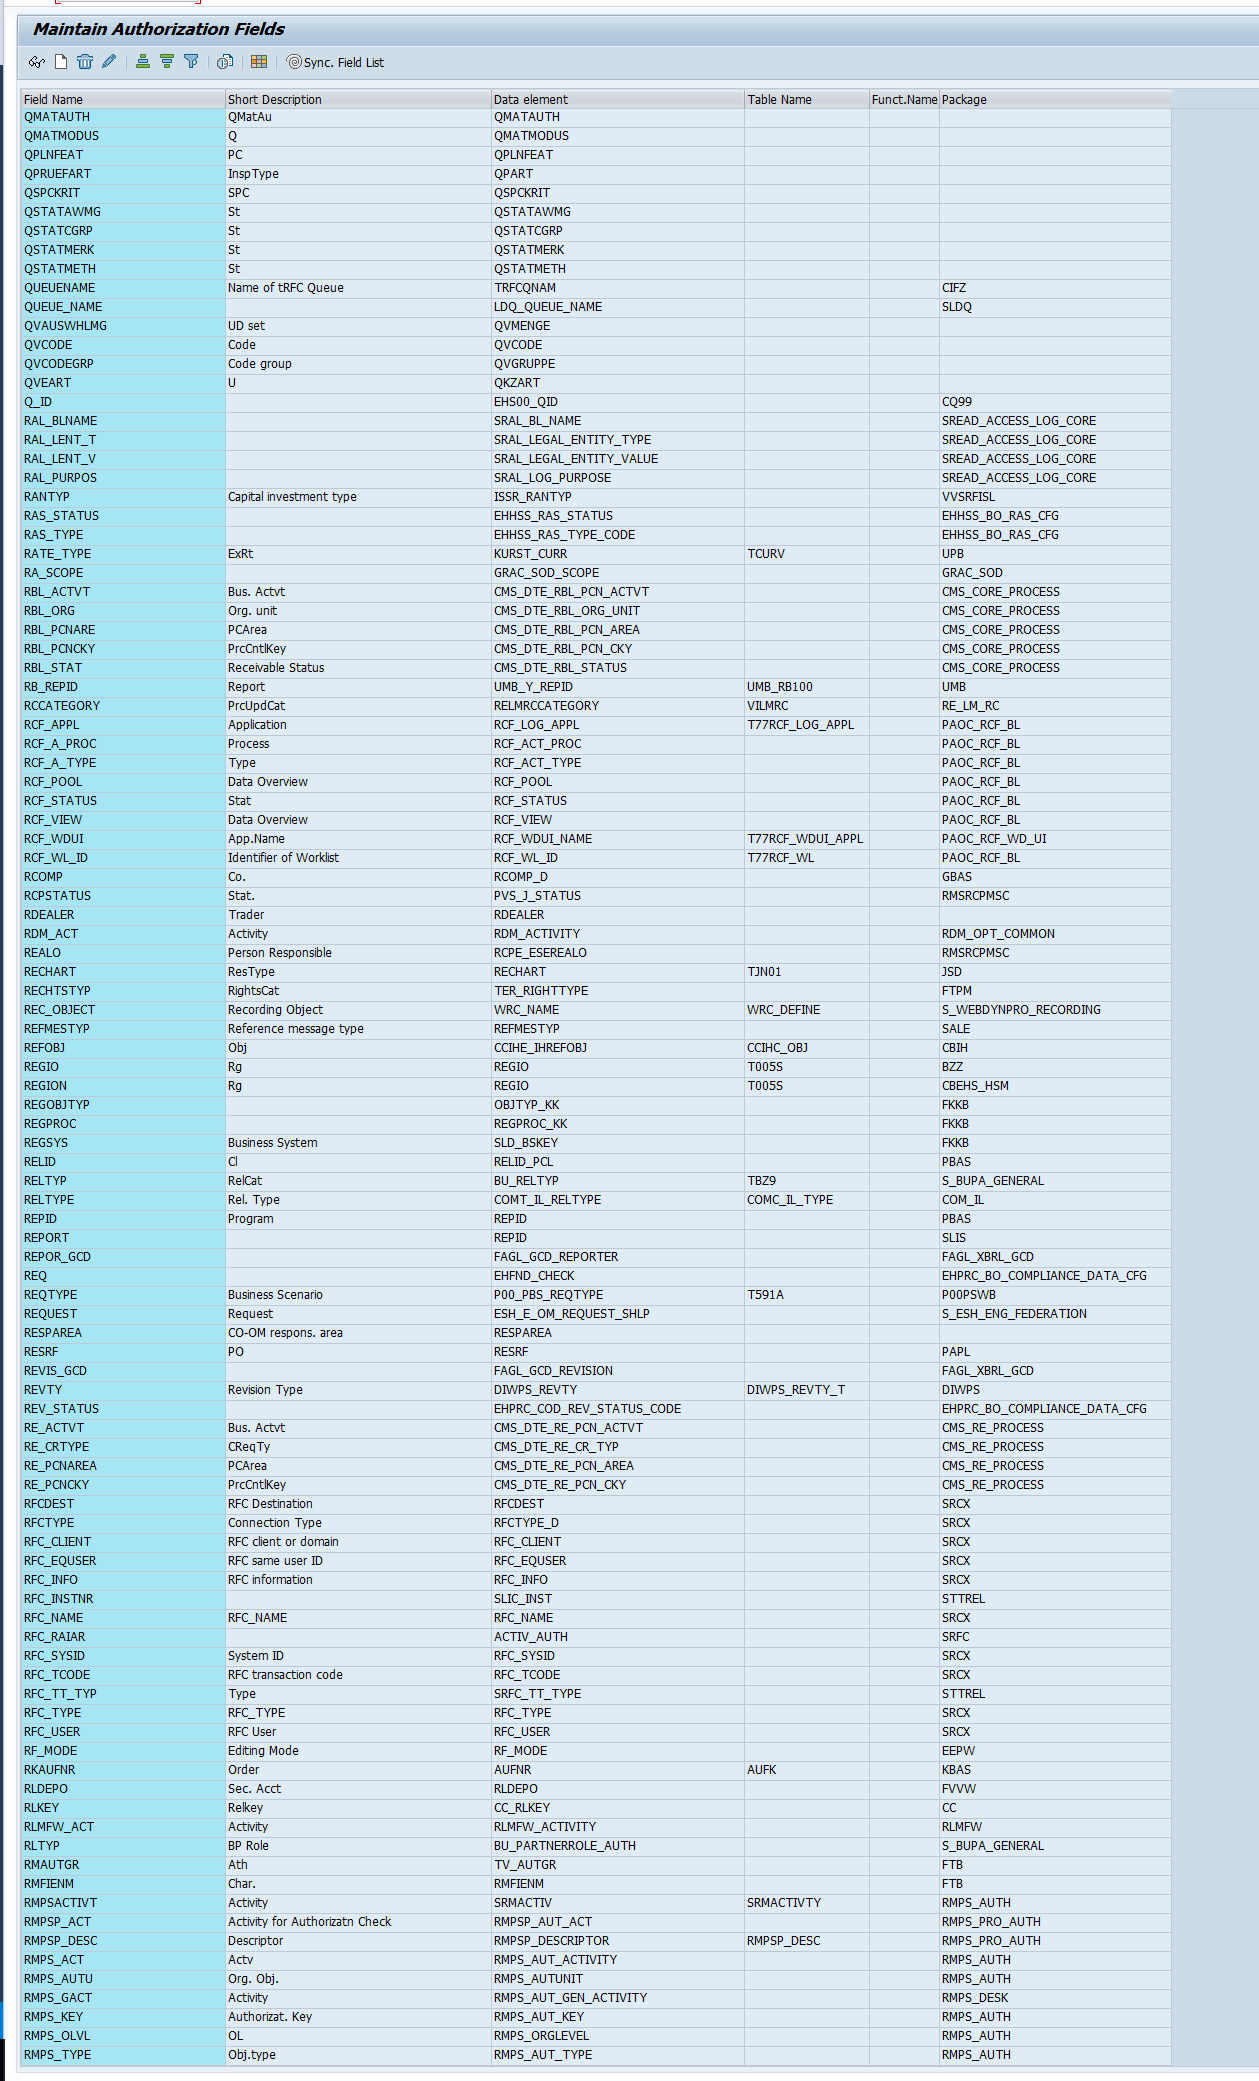 Maintain Authorization Fields
Sync. Field List
Field Name Short Description Data element Table Name Funct.Name Package
QMATAUTH QMatAu QMATAUTH
QMATMODUS Q QMATMODUS
QPLNFEAT PC QPLNFEAT
QPRUEFART InspType QPART
QSPCKRIT SPC QSPCKRIT
QSTATAWMG St QSTATAWMG
QSTATCGRP St QSTATCGRP
QSTATMERK St QSTATMERK
QSTATMETH St QSTATMETH
QUEUENAME Name of tRFC Queue TRFCQNAM CIFZ
QUEUE_NAME LDQ_QUEUE_NAME SLDQ
QVAUSWHLMG UD set QVMENGE
QVCODE Code QVCODE
QVCODEGRP Code group QVGRUPPE
QVEART U QKZART
Q_ID EHS00_QID CQ99
RAL_BLNAME SRAL_BL_NAME SREAD_ACCESS_LOG_CORE
RAL_LENT_T SRAL_LEGAL_ENTITY_TYPE SREAD_ACCESS_LOG_CORE
RAL_LENT_V SRAL_LEGAL_ENTITY_VALUE SREAD_ACCESS_LOG_CORE
RAL_PURPOS SRAL_LOG_PURPOSE SREAD_ACCESS_LOG_CORE
RANTYP Capital investment type ISSR_RANTYP VVSRFISL
RAS_STATUS EHHSS_RAS_STATUS EHHSS_BO_RAS_CFG
RAS_TYPE EHHSS_RAS_TYPE_CODE EHHSS_BO_RAS_CFG
RATE_TYPE ExRt KURST_CURR TCURV UPB
RA_SCOPE GRAC_SOD_SCOPE GRAC_SOD
RBL_ACTVT Bus. Actvt CMS_DTE_RBL_PCN_ACTVT CMS_CORE_PROCESS
RBL_ORG Org. unit CMS_DTE_RBL_ORG_UNIT CMS_CORE_PROCESS
RBL_PCNARE PCArea CMS_DTE_RBL_PCN_AREA CMS_CORE_PROCESS
RBL_PCNCKY PrcCntlKey CMS_DTE_RBL_PCN_CKY CMS_CORE_PROCESS
RBL_STAT Receivable Status CMS_DTE_RBL_STATUS CMS_CORE_PROCESS
RB_REPID Report UMB_Y_REPID UMB_RB100 UMB
RCCATEGORY PrcUpdCat RELMRCCATEGORY VILMRC RE_LM_RC
RCF_APPL Application RCF_LOG_APPL T77RCF_LOG_APPL PAOC_RCF_BL
RCF_A_PROC Process RCF_ACT_PROC PAOC_RCF_BL
RCF_A_TYPE Type RCF_ACT_TYPE PAOC_RCF_BL
RCF_POOL Data Overview RCF_POOL PAOC_RCF_BL
RCF_STATUS Stat RCF_STATUS PAOC_RCF_BL
RCF_VIEW Data Overview RCF_VIEW PAOC_RCF_BL
RCF_WDUI App.Name RCF_WDUI_NAME T77RCF_WDUI_APPL PAOC_RCF_WD_UI
RCF_WL_ID Identifier of Worklist RCF_WL_ID T77RCF_WL PAOC_RCF_BL
RCOMP Co. RCOMP_D GBAS
RCPSTATUS Stat. PVS_J_STATUS RMSRCPMSC
RDEALER Trader RDEALER
RDM_ACT Activity RDM_ACTIVITY RDM_OPT_COMMON
REALO Person Responsible RCPE_ESEREALO RMSRCPMSC
RECHART ResType RECHART TJN01 JSD
RECHTSTYP RightsCat TER_RIGHTTYPE FTPM
REC_OBJECT Recording Object WRC_NAME WRC_DEFINE S_WEBDYNPRO_RECORDING
REFMESTYP Reference message type REFMESTYP SALE
REFOBJ Obj CCIHE_IHREFOBJ CCIHC_OBJ CBIH
REGIO Rg REGIO T005S BZZ
REGION Rg REGIO T005S CBEHS_HSM
REGOBJTYP OBJTYP_KK FKKB
REGPROC REGPROC_KK FKKB
REGSYS Business System SLD_BSKEY FKKB
RELID Cl RELID_PCL PBAS
RELTYP RelCat BU_RELTYP TBZ9 S_BUPA_GENERAL
RELTYPE Rel. Type COMT_IL_RELTYPE COMC_IL_TYPE COM_IL
REPID Program REPID PBAS
REPORT REPID SLIS
REPOR_GCD FAGL_GCD_REPORTER FAGL_XBRL_GCD
REQ EHFND_CHECK EHPRC_BO_COMPLIANCE_DATA_CFG
REQTYPE Business Scenario P00_PBS_REQTYPE T591A P00PSWB
REQUEST Request ESH_E_OM_REQUEST_SHLP S_ESH_ENG_FEDERATION
RESPAREA CO-OM respons. area RESPAREA
RESRF PO RESRF PAPL
REVIS_GCD FAGL_GCD_REVISION FAGL_XBRL_GCD
REVTY Revision Type DIWPS_REVTY DIWPS_REVTY_T DIWPS
REV_STATUS EHPRC_COD_REV_STATUS_CODE EHPRC_BO_COMPLIANCE_DATA_CFG
RE_ACTVT Bus. Actvt CMS_DTE_RE_PCN_ACTVT CMS_RE_PROCESS
RE_CRTYPE CReqTy CMS_DTE_RE_CR_TYP CMS_RE_PROCESS
RE_PCNAREA PCArea CMS_DTE_RE_PCN_AREA CMS_RE_PROCESS
RE_PCNCKY PrcCntlKey CMS_DTE_RE_PCN_CKY CMS_RE_PROCESS
RFCDEST RFC Destination RFCDEST SRCX
RFCTYPE Connection Type RFCTYPE_D SRCX
RFC_CLIENT RFC client or domain RFC_CLIENT SRCX
RFC_EQUSER RFC same user ID RFC_EQUSER SRCX
RFC_INFO RFC information RFC_INFO SRCX
RFC_INSTNR SLIC_INST STTREL
RFC_NAME RFC_NAME RFC_NAME SRCX
RFC_RAIAR ACTIV_AUTH SRFC
RFC_SYSID System ID RFC_SYSID SRCX
RFC_TCODE RFC transaction code RFC_TCODE SRCX
RFC_TT_TYP Type SRFC_TT_TYPE STTREL
RFC_TYPE RFC_TYPE RFC_TYPE SRCX
RFC_USER RFC User RFC_USER SRCX
RF_MODE Editing Mode RF_MODE EEPW
RKAUFNR Order AUFNR AUFK KBAS
RLDEPO Sec. Acct RLDEPO FVVW
RLKEY Relkey CC_RLKEY CC
RLMFW_ACT Activity RLMFW_ACTIVITY RLMFW
RLTYP BP Role BU_PARTNERROLE_AUTH S_BUPA_GENERAL
RMAUTGR Ath TV_AUTGR FTB
RMFIENM Char. RMFIENM FTB
RMPSACTIVT Activity SRMACTIV SRMACTIVTY RMPS_AUTH
RMPSP_ACT Activity for Authorizatn Check RMPSP_AUT_ACT RMPS_PRO_AUTH
RMPSP_DESC Descriptor RMPSP_DESCRIPTOR RMPSP_DESC RMPS_PRO_AUTH
RMPS_ACT Actv RMPS_AUT_ACTIVITY RMPS_AUTH
RMPS_AUTU Org. Obj. RMPS_AUTUNIT RMPS_AUTH
RMPS_GACT Activity RMPS_AUT_GEN_ACTIVITY RMPS_DESK
RMPS_KEY Authorizat. Key RMPS_AUT_KEY RMPS_AUTH
RMPS_OLVL OL RMPS_ORGLEVEL RMPS_AUTH
RMPS_TYPE Obj.type RMPS_AUT_TYPE RMPS_AUTH